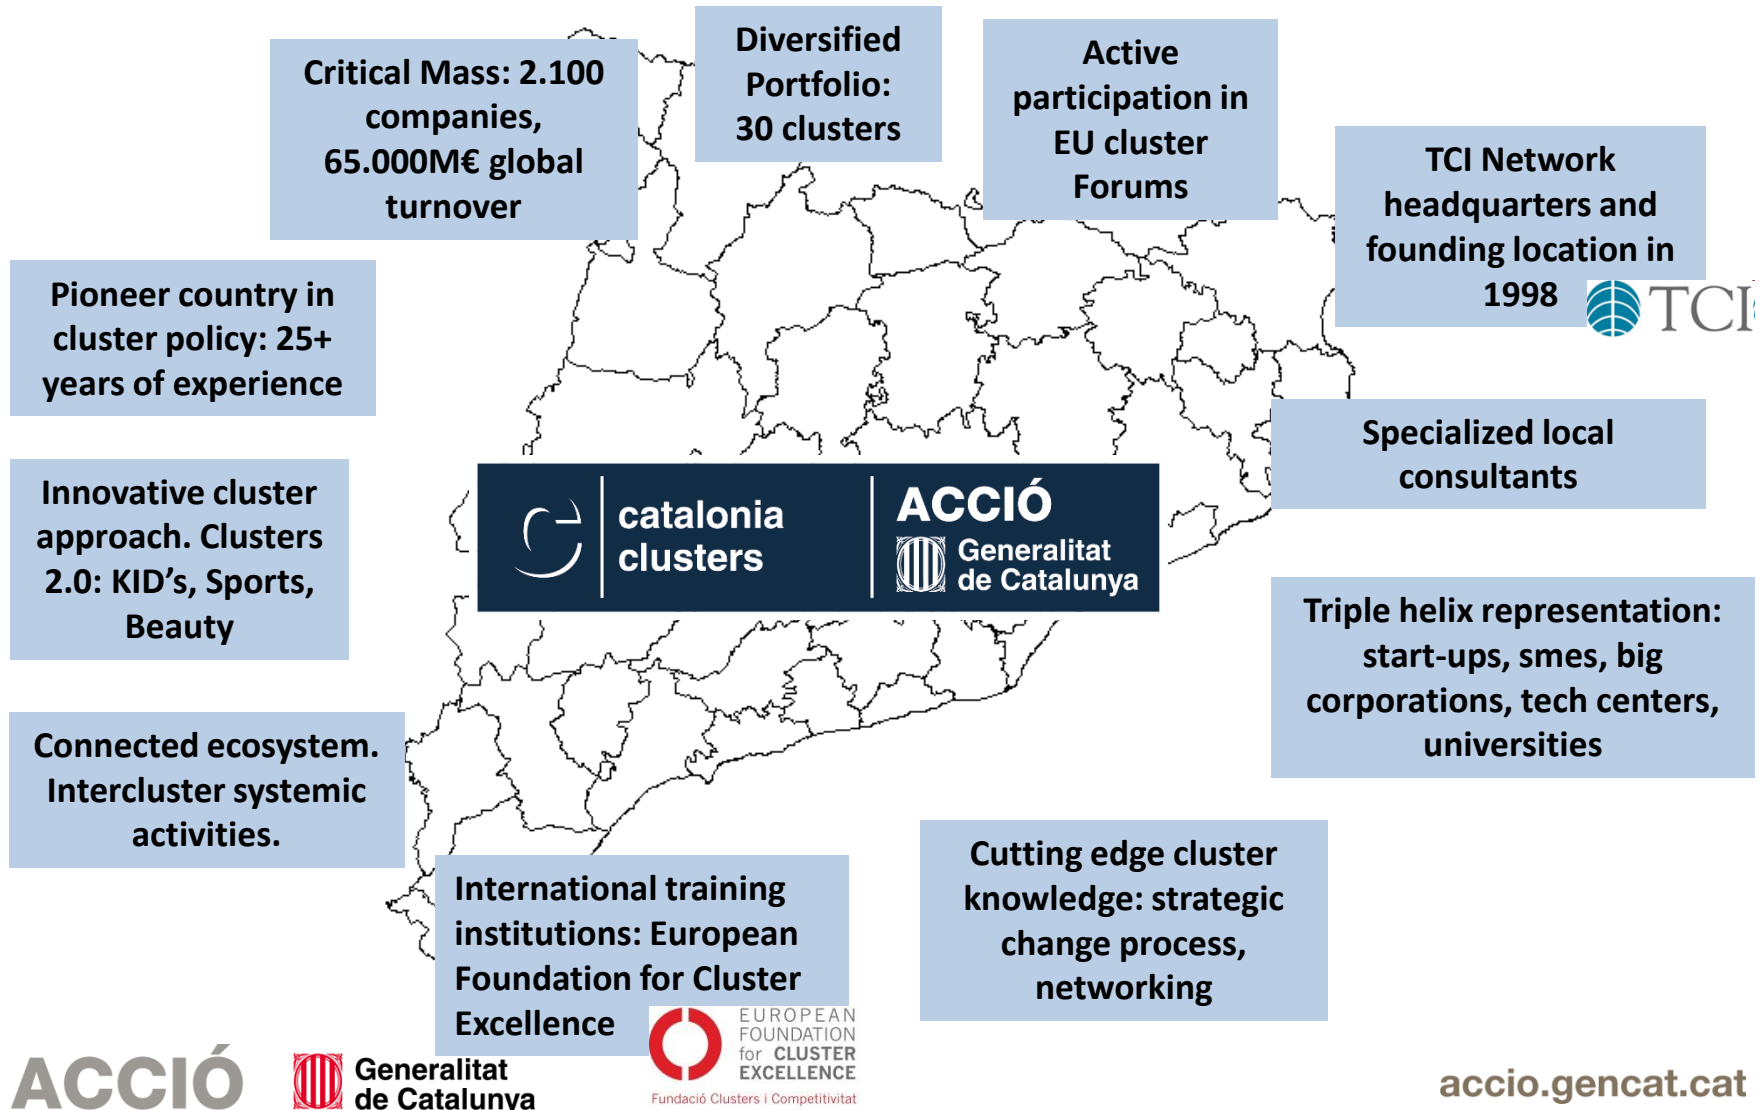 Critical Mass: 2.100
companies,
65.000M€ global
turnover
Diversified
Portfolio:
30 clusters
Active
participation in
EU cluster
Forums
TCI Network
headquarters and
founding location in
1998
TCI
Pioneer country in
cluster policy: 25+
years of experience
Specialized local
consultants
Innovative cluster
approach. Clusters
2.0: KID’s, Sports,
Beauty
catalonia
clusters
ACCIÓ
Generalitat
de Catalunya
Triple helix representation:
start-ups, smes, big
corporations, tech centers,
universities
Connected ecosystem.
Intercluster systemic
activities.
Cutting edge cluster
knowledge: strategic
change process,
networking
International training
institutions: European
Foundation for Cluster
Excellence
EUROPEAN
FOUNDATION
for CLUSTER
EXCELLENCE
Fundació Clusters i Competitivitat
ACCIÓ
Generalitat
de Catalunya
accio.gencat.cat